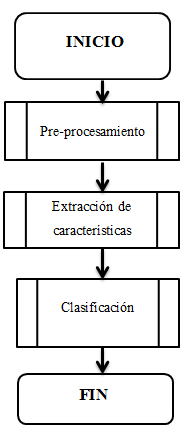 INICIO
Pre-procesamiento
Extracción de
caracteristicas
Clasificación
FIN